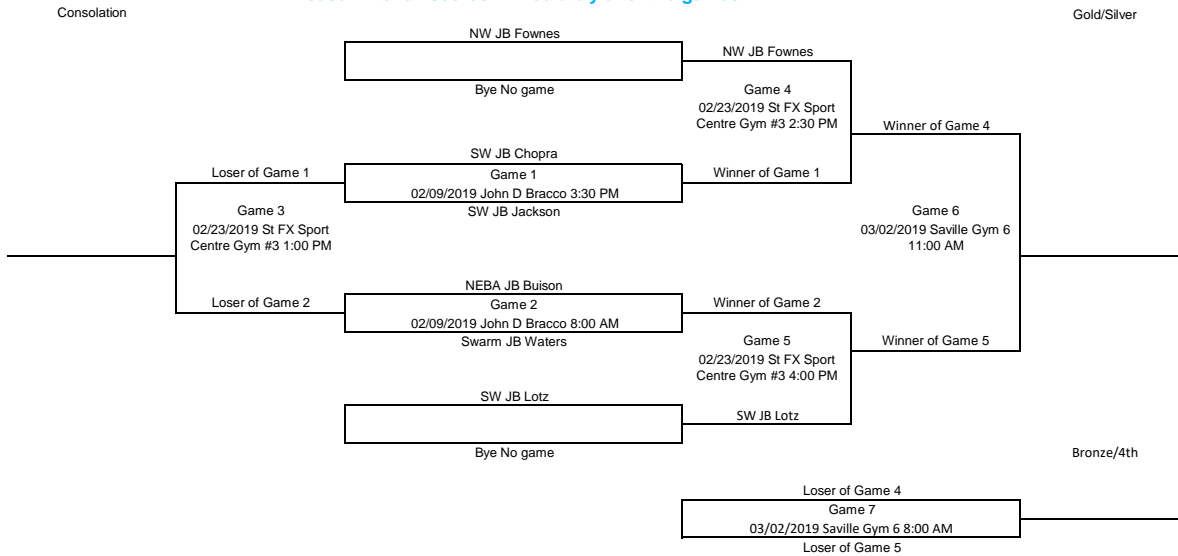 Consolation
Gold/Silver
NW JB Fownes
NW JB Fownes
Bye No game
Game 4
02/23/2019 St FX Sport
Centre Gym #3 2:30 PM
Winner of Game 4
SW JB Chopra
Loser of Game 1
Game 1
Winner of Game 1
02/09/2019 John D Bracco 3:30 PM
SW JB Jackson
Game 3
02/23/2019 St FX Sport
Centre Gym #3 1:00 PM
Game 6
03/02/2019 Saville Gym 6
11:00 AM
NEBA JB Buison
Loser of Game 2
Game 2
Winner of Game 2
02/09/2019 John D Bracco 8:00 AM
Swarm JB Waters
Game 5
02/23/2019 St FX Sport
Centre Gym #3 4:00 PM
Winner of Game 5
SW JB Lotz
SW JB Lotz
Bye No game
Bronze/4th
Loser of Game 4
Game 7
03/02/2019 Saville Gym 6 8:00 AM
Loser of Game 5